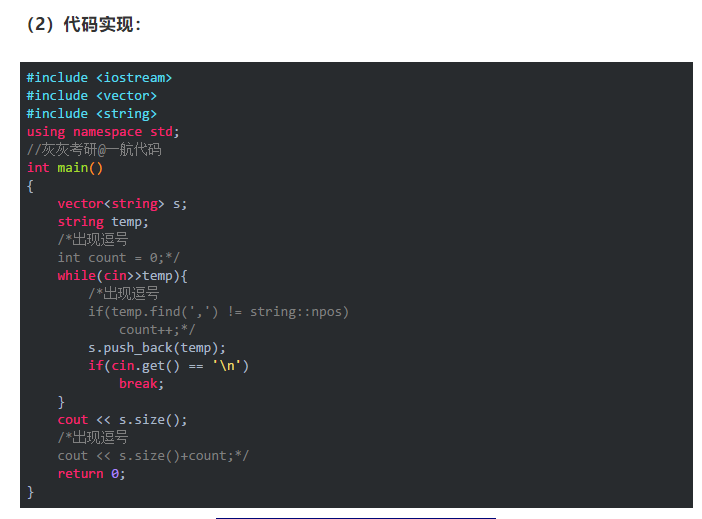 （2）代码实现：
#include <iostream>
#include <vector>
#include <string>
using namespace std;
//灰灰考研@一航代码
int main()
{
    vector<string> s;
    string temp;
    /*出现逗号
    int count = 0;*/
    while(cin>>temp){
        /*出现逗号
        if(temp.find(',') != string::npos)
            count++;*/
        s.push_back(temp);
        if(cin.get() == '\n')
            break;
    }
    cout << s.size();
    /*出现逗号
    cout << s.size()+count;*/
    return 0;
}